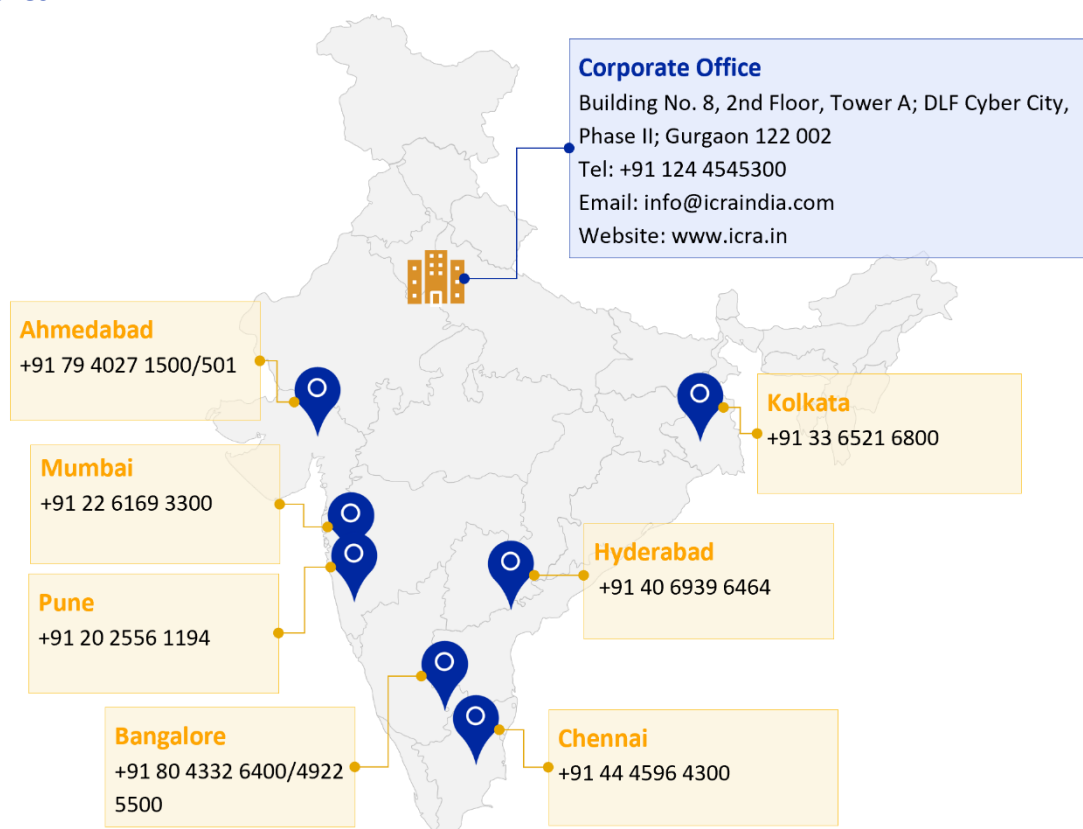 Corporate Office
Building No. 8, 2nd Floor, Tower A; DLF Cyber City,
Phase II; Gurgaon 122 002
Tel: +91 124 4545300
Email: info@icraindia.com
Website: www.icra.in
Ahmedabad
+91 79 4027 1500/501
Kolkata
+91 33 6521 6800
Mumbai
+91 22 6169 3300
Hyderabad
+91 40 6939 6464
Pune
+91 20 2556 1194
Bangalore
+91 80 4332 6400/4922
5500
Chennai
+91 44 4596 4300